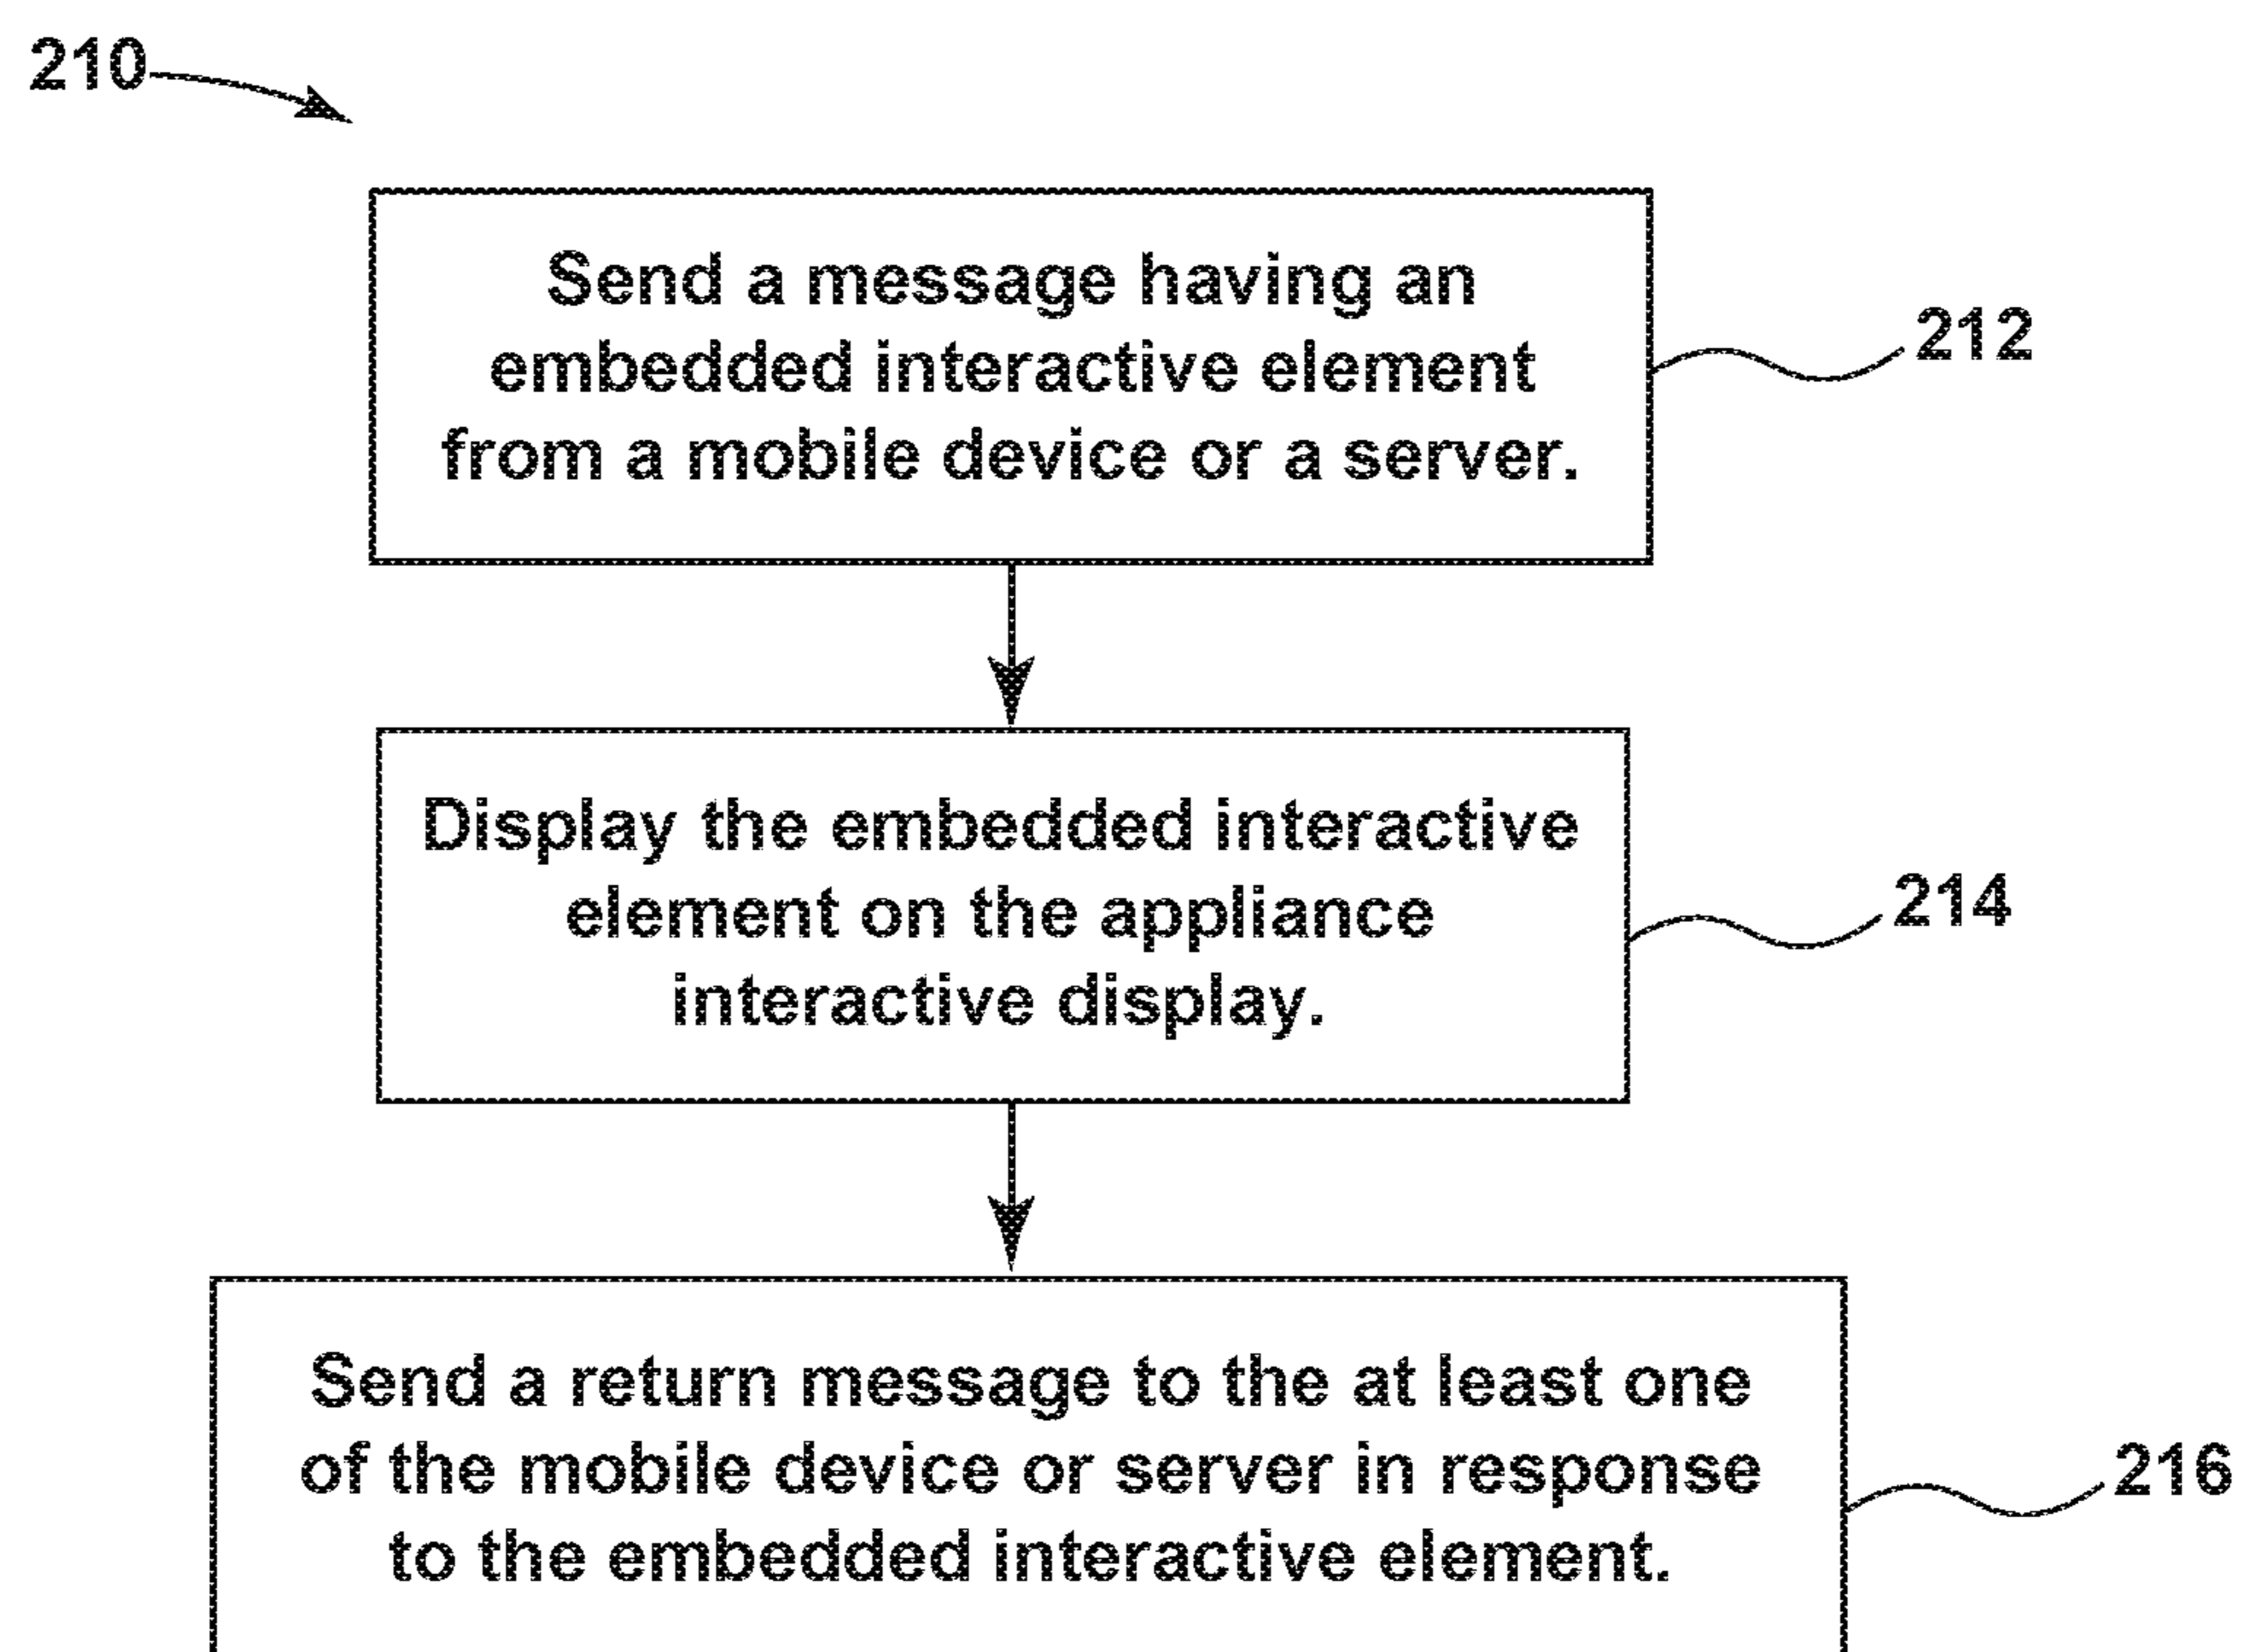 210
Send a message having an
embedded interactive element
from a mobile device or a server.
212
Display the embedded interactive
element on the appliance
interactive display.
214
Send a return message to the at least one
of the mobile device or server in response
to the embedded interactive element.
216